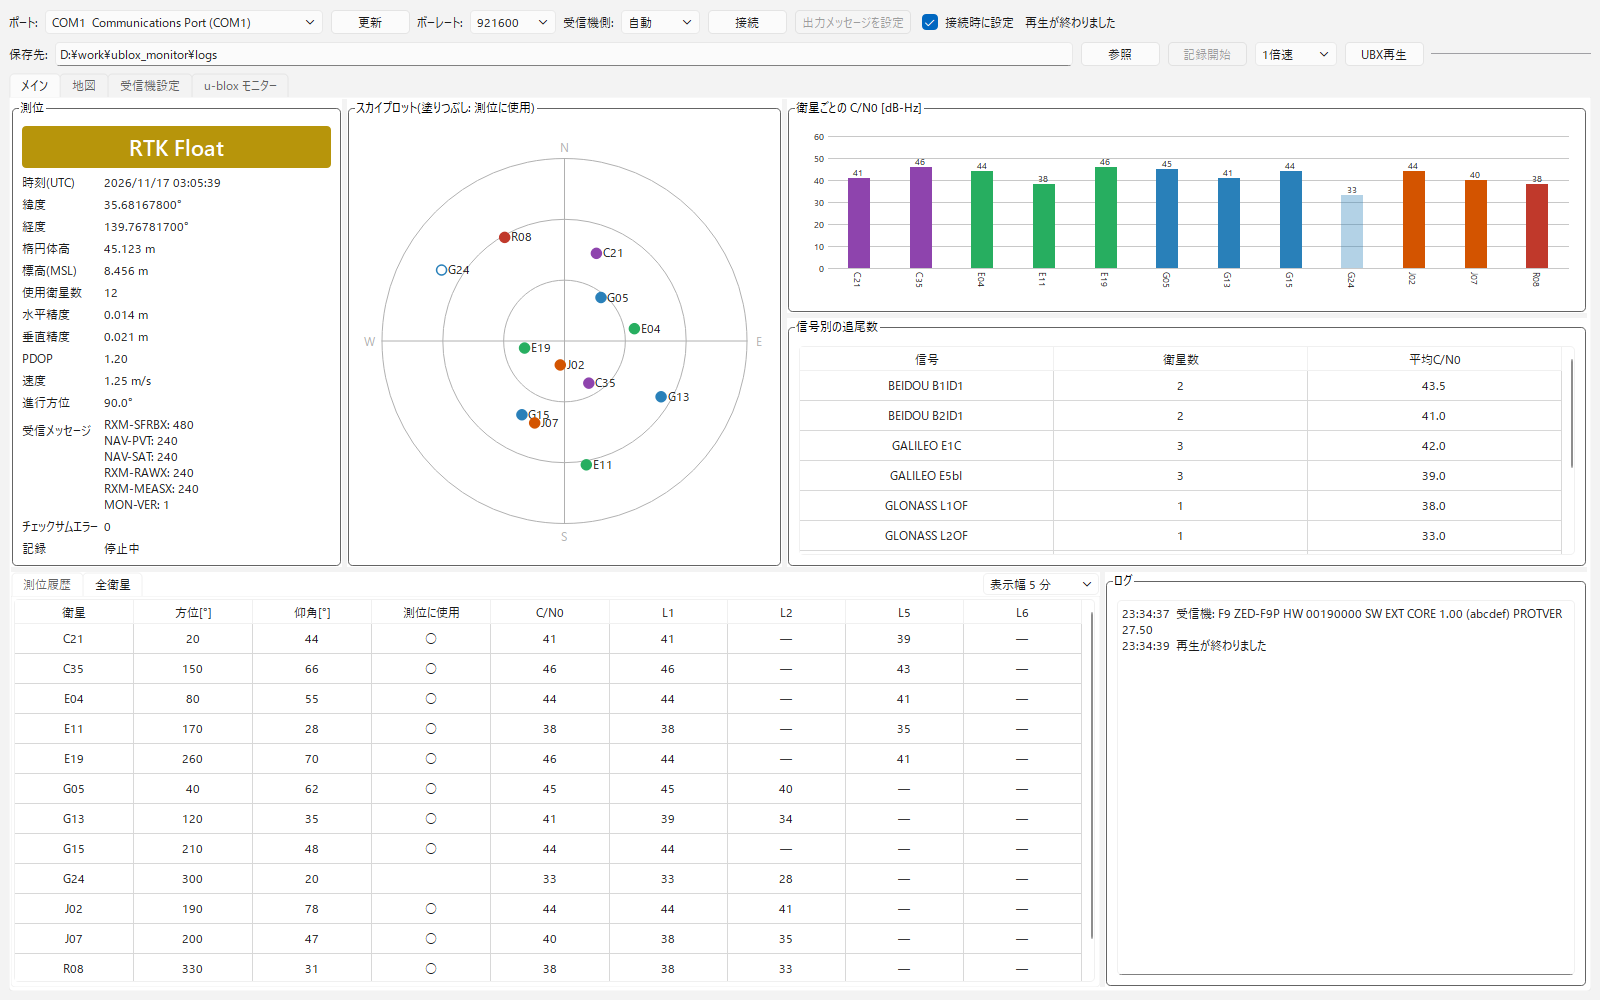 ポート: COM1 Communications Port (COM1) 更新 ボーレート: 921600 受信機側: 自動 接続 出力メッセージを設定 接続時に設定 再生が終わりました
保存先: D:¥work¥ublox_monitor¥logs 参照 記録開始 1倍速 UBX再生
メイン 地図 受信機設定 u-blox モニター
測位
RTK Float
時刻(UTC) 2026/11/17 03:05:39
緯度 35.68167800°
経度 139.76781700°
楕円体高 45.123 m
標高(MSL) 8.456 m
使用衛星数 12
水平精度 0.014 m
垂直精度 0.021 m
PDOP 1.20
速度 1.25 m/s
進行方位 90.0°
受信メッセージ RXM-SFRBX: 480
NAV-PVT: 240
NAV-SAT: 240
RXM-RAWX: 240
RXM-MEASX: 240
MON-VER: 1
チェックサムエラー 0
記録 停止中
スカイプロット(塗りつぶし: 測位に使用)
N
R08
C21
G24
G05
E04
W
E
E19
J02
C35
G13
G15
J07
E11
S
衛星ごとの C/N0 [dB-Hz]
60
50
40
30
20
10
0
41 46 44 38 46 45 41 44 33 44 40 38
C21 C35 E04 E11 E19 G05 G13 G15 G24 J02 J07 R08
信号別の追尾数
信号 衛星数 平均C/N0
BEIDOU B1ID1 2 43.5
BEIDOU B2ID1 2 41.0
GALILEO E1C 3 42.0
GALILEO E5bI 3 39.0
GLONASS L1OF 1 38.0
GLONASS L2OF 1 33.0
測位履歴 全衛星 表示幅 5 分
衛星 方位[°] 仰角[°] 測位に使用 C/N0 L1 L2 L5 L6
C21 20 44 ○ 41 41 — 39 —
C35 150 66 ○ 46 46 — 43 —
E04 80 55 ○ 44 44 — 41 —
E11 170 28 ○ 38 38 — 35 —
E19 260 70 ○ 46 44 — 41 —
G05 40 62 ○ 45 45 40 — —
G13 120 35 ○ 41 39 34 — —
G15 210 48 ○ 44 44 — — —
G24 300 20 33 33 28 — —
J02 190 78 ○ 44 44 41 — —
J07 200 47 ○ 40 38 35 — —
R08 330 31 ○ 38 38 33 — —
ログ
23:34:37 受信機: F9 ZED-F9P HW 00190000 SW EXT CORE 1.00 (abcdef) PROTVER
27.50
23:34:39 再生が終わりました